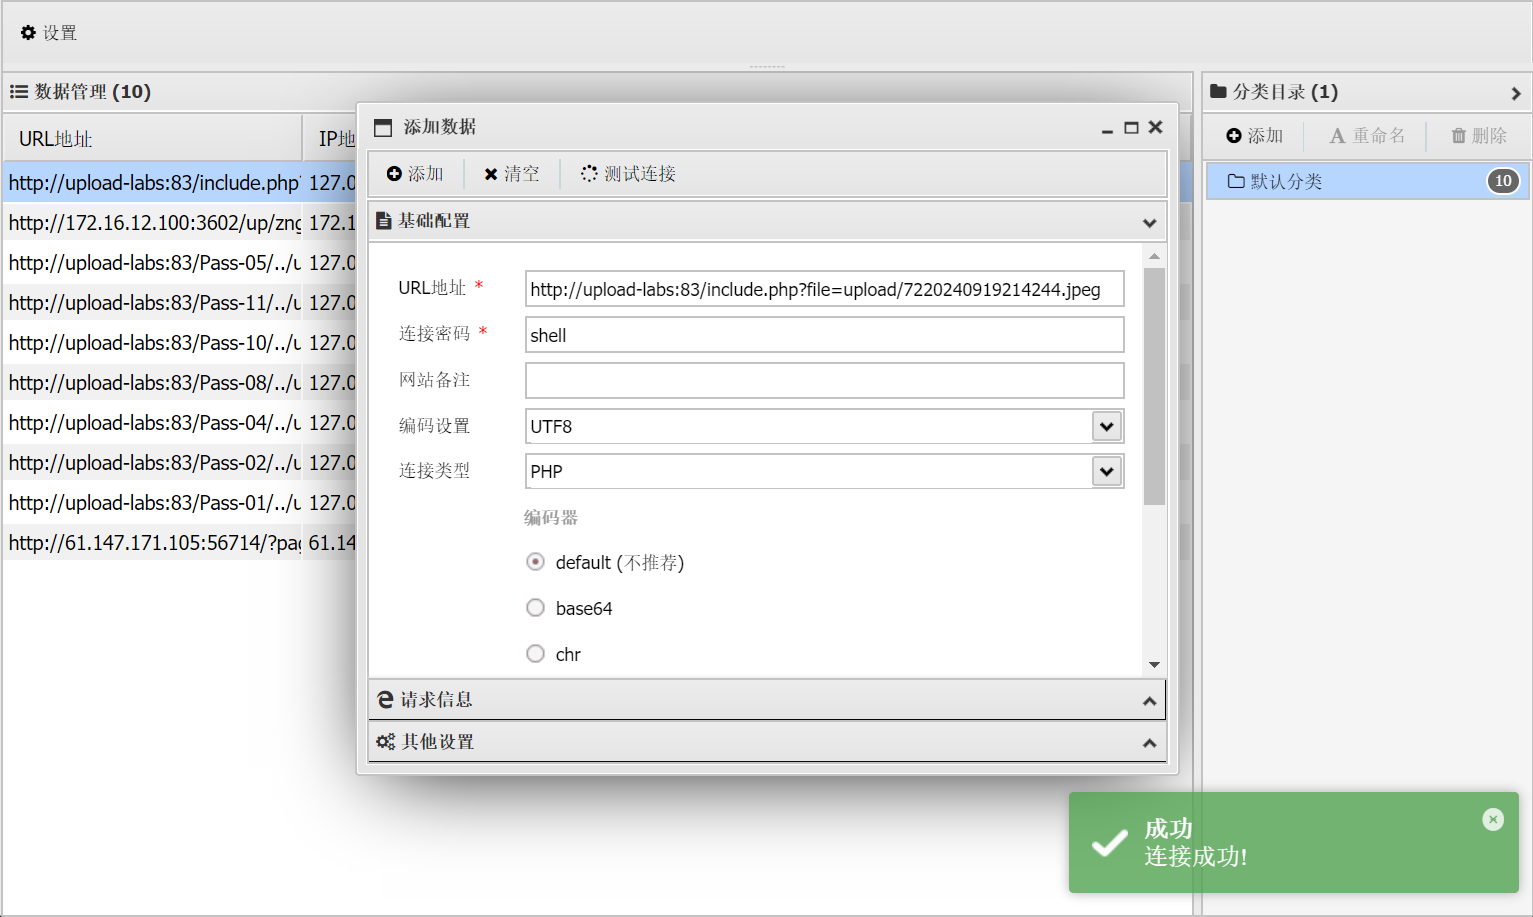 设置
数据管理 (10)
URL地址
IP地
http://upload-labs:83/include.php
127.0
http://172.16.12.100:3602/up/zng
172.1
http://upload-labs:83/Pass-05/../u
127.0
http://upload-labs:83/Pass-11/../u
127.0
http://upload-labs:83/Pass-10/../u
127.0
http://upload-labs:83/Pass-08/../u
127.0
http://upload-labs:83/Pass-04/../u
127.0
http://upload-labs:83/Pass-02/../u
127.0
http://upload-labs:83/Pass-01/../u
127.0
http://61.147.171.105:56714/?pag
61.14
添加数据
添加
清空
测试连接
基础配置
URL地址 *
http://upload-labs:83/include.php?file=upload/7220240919214244.jpeg
连接密码 *
shell
网站备注
编码设置
UTF8
连接类型
PHP
编码器
default (不推荐)
base64
chr
请求信息
其他设置
分类目录 (1)
添加
重命名
删除
默认分类
10
成功
连接成功!